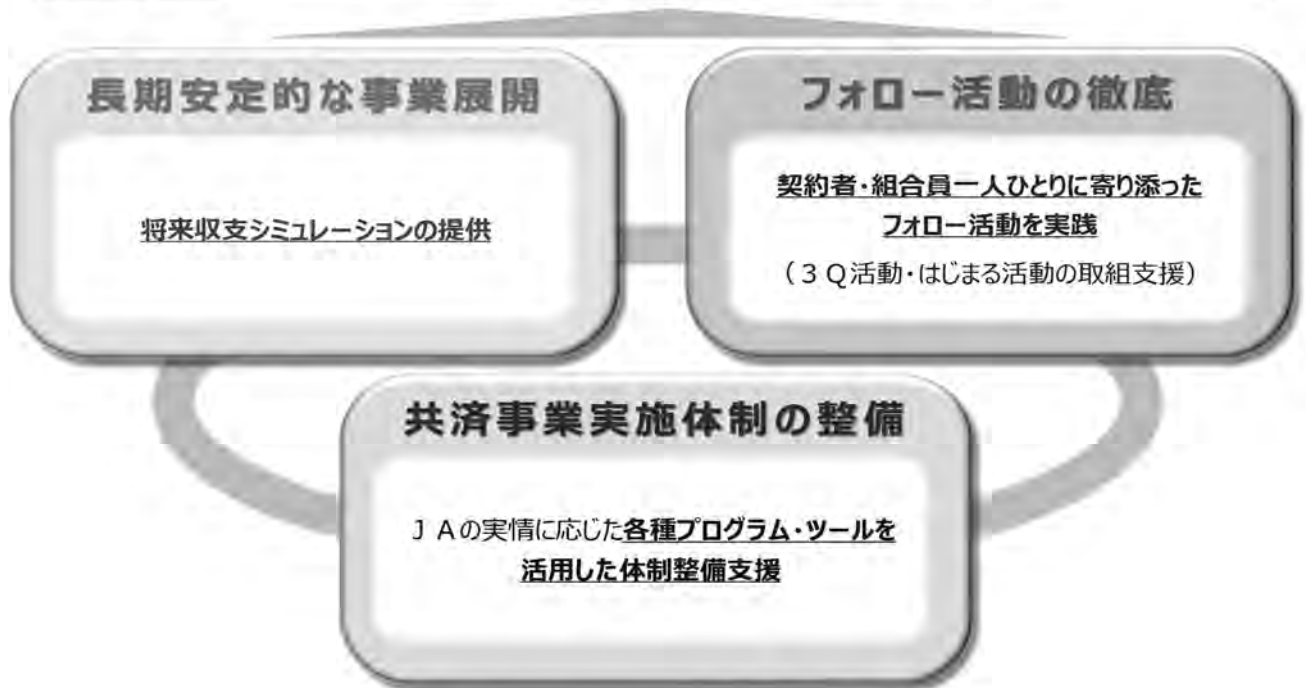 長期安定的な事業展開
将来収支シミュレーションの提供
フォロー活動の徹底
契約者・組合員一人ひとりに寄り添った
フォロー活動を実践
（３Ｑ活動・はじまる活動の取組支援）
共済事業実施体制の整備
ＪＡの実情に応じた各種プログラム・ツールを
活用した体制整備支援